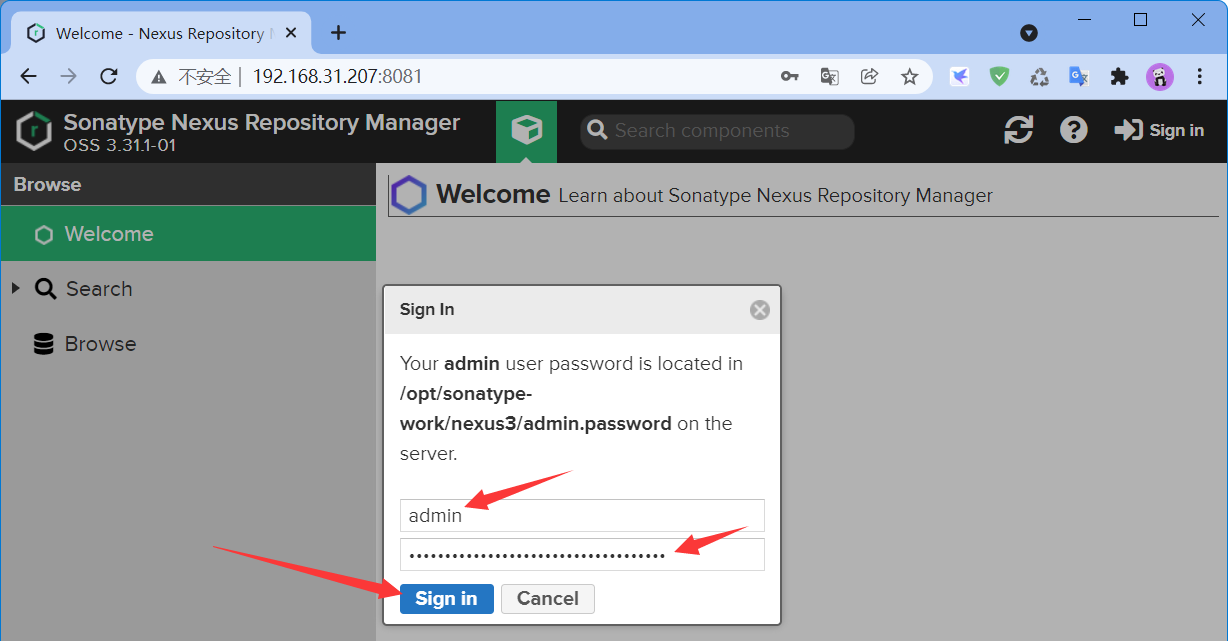 Welcome - Nexus Repository
不安全 | 192.168.31.207:8081
Sonatype Nexus Repository Manager
OSS 3.31.1-01
Search components
Sign in
Browse
Welcome Learn about Sonatype Nexus Repository Manager
Welcome
Search
Browse
Sign In
Your admin user password is located in
/opt/sonatype-
work/nexus3/admin.password on the
server.
admin
••••••••••••••••••••••••••••••••••••
Sign in Cancel